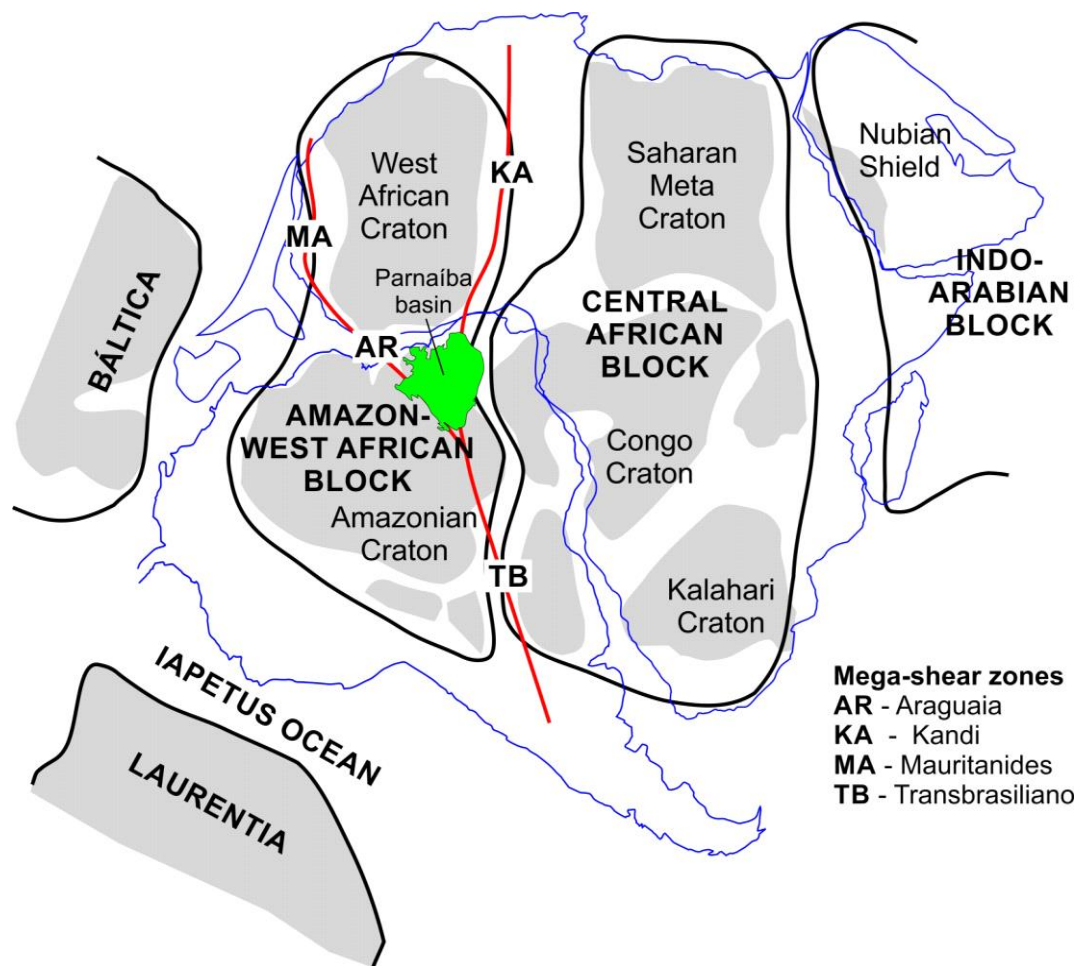 West
African
Craton
KA
Saharan
Meta
Craton
Nubian
Shield
MA
Parnaíba
basin
BÁLTICA
AR
CENTRAL
AFRICAN
BLOCK
INDO-
ARABIAN
BLOCK
AMAZON-
WEST AFRICAN
BLOCK
Amazonian
Craton
Congo
Craton
TB
Kalahari
Craton
IAPETUS OCEAN
LAURENTIA
Mega-shear zones
AR - Araguaia
KA - Kandi
MA - Mauritanides
TB - Transbrasiliano